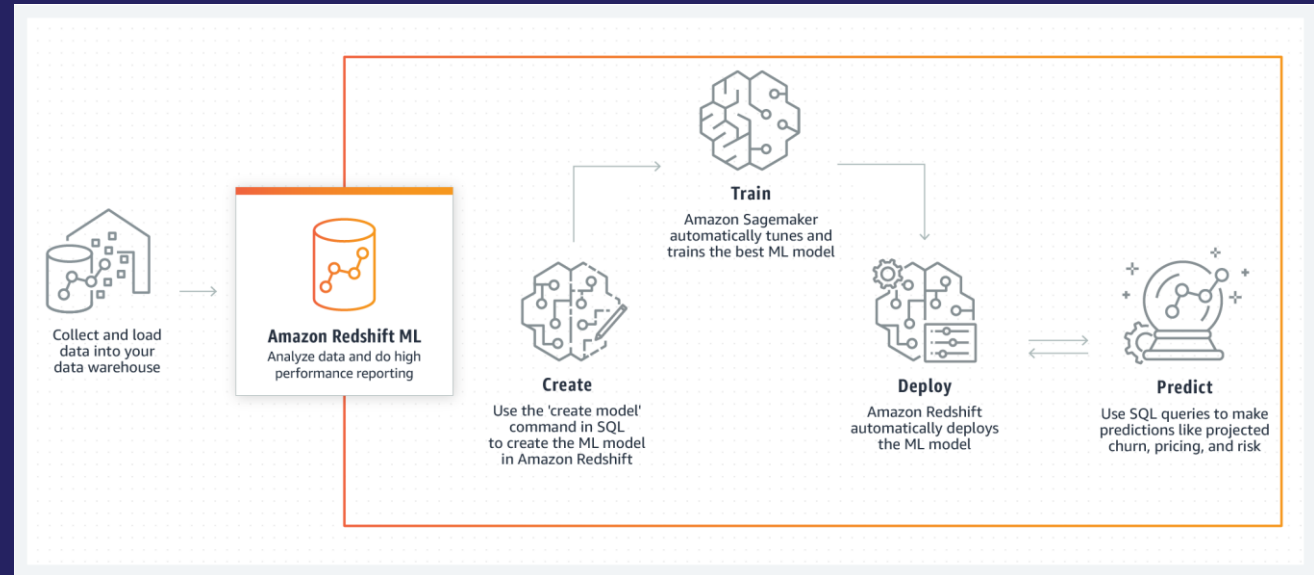 Collect and load
data into your
data warehouse
Amazon Redshift ML
Analyze data and do high
performance reporting
Create
Use the 'create model'
command in SQL
to create the ML model
in Amazon Redshift
Train
Amazon Sagemaker
automatically tunes and
trains the best ML model
Deploy
Amazon Redshift
automatically deploys
the ML model
Predict
Use SQL queries to make
predictions like projected
churn, pricing, and risk